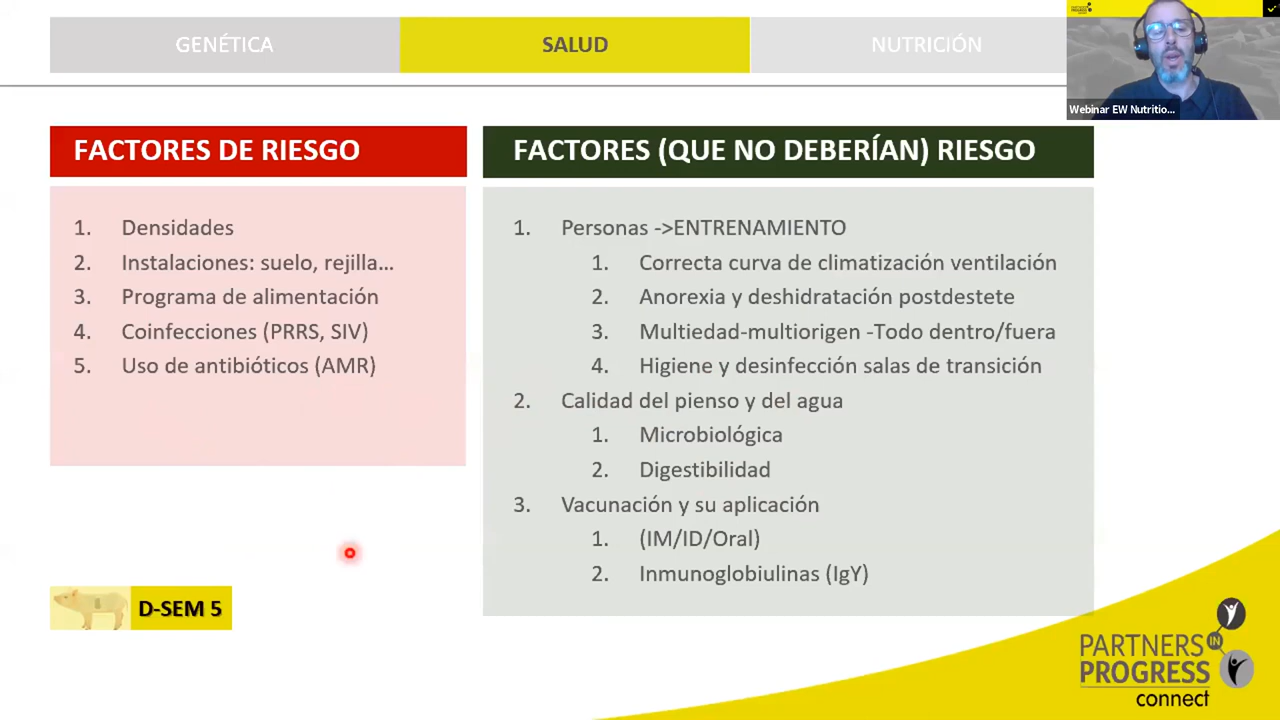 GENÉTICA
SALUD
NUTRICIÓN
Webinar EW Nutritio...
FACTORES DE RIESGO
1. Densidades
2. Instalaciones: suelo, rejilla...
3. Programa de alimentación
4. Coinfecciones (PRRS, SIV)
5. Uso de antibióticos (AMR)
FACTORES (QUE NO DEBERÍAN) RIESGO
1. Personas ->ENTRENAMIENTO
1. Correcta curva de climatización ventilación
2. Anorexia y deshidratación postdestete
3. Multiedad-multiorigen -Todo dentro/fuera
4. Higiene y desinfección salas de transición
2. Calidad del pienso y del agua
1. Microbiológica
2. Digestibilidad
3. Vacunación y su aplicación
1. (IM/ID/Oral)
2. Inmunoglobiulinas (IgY)
D-SEM 5
PARTNERS IN
PROGRESS
connect